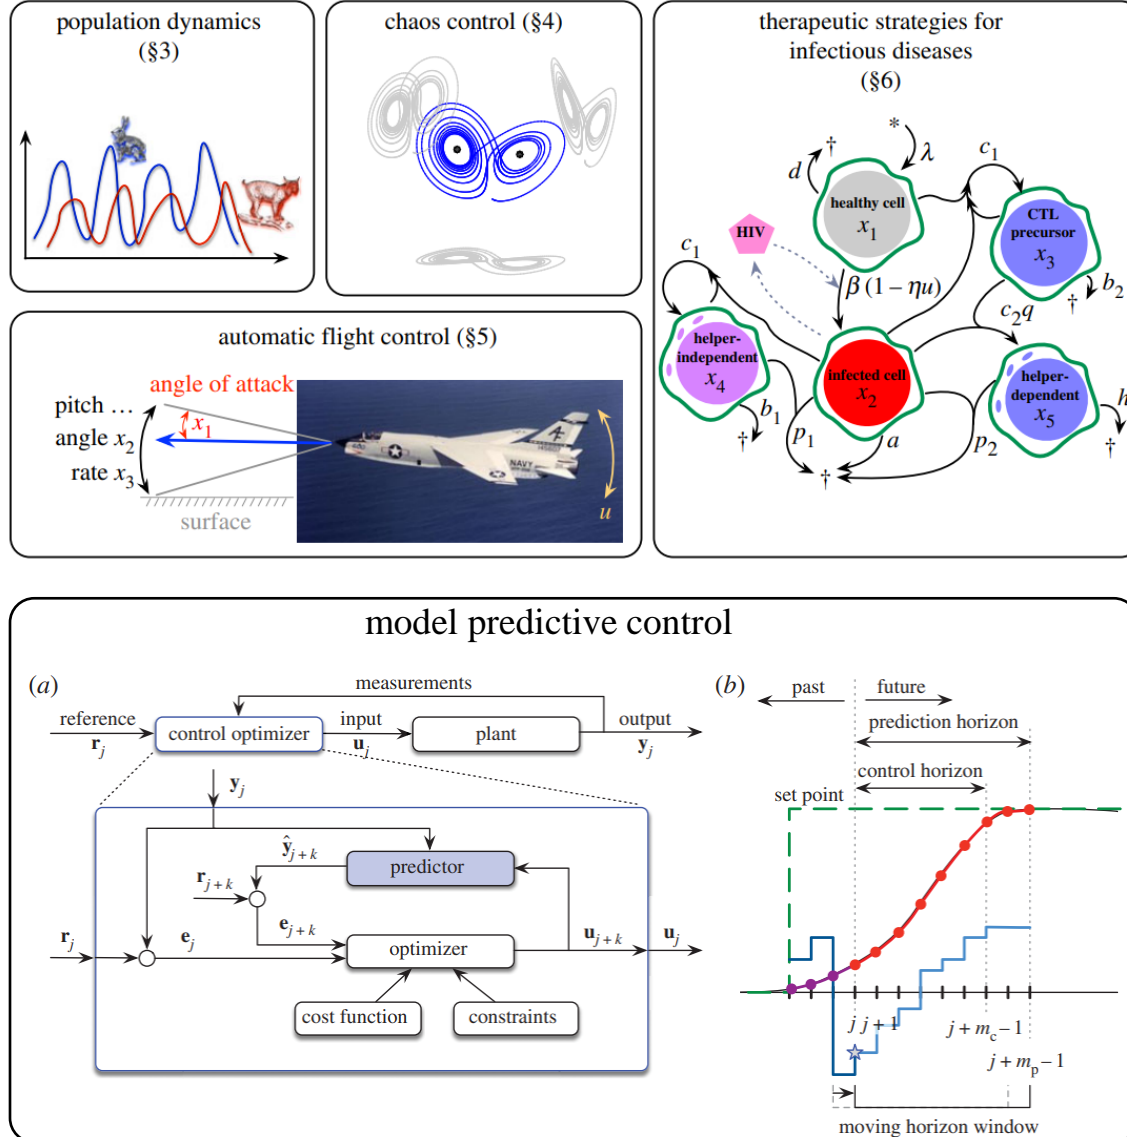 population dynamics
(§3)
chaos control (§4)
therapeutic strategies for
infectious diseases
(§6)
*
λ
†
d
c₁
healthy cell
x₁
CTL
precursor
x₃
HIV
c₁
β (1 – ηu)
b₂
†
c₂q
helper-
independent
x₄
infected cell
x₂
helper-
dependent
x₅
h
†
b₁
†
p₁
a
p₂
†
automatic flight control (§5)
angle of attack
pitch …
x₁
angle x₂
rate x₃
surface
NAVY
u
model predictive control
(a)
measurements
reference
rⱼ
control optimizer
input
uⱼ
plant
output
yⱼ
yⱼ
ŷⱼ₊ₖ
predictor
rⱼ₊ₖ
eⱼ₊ₖ
rⱼ
eⱼ
optimizer
uⱼ₊ₖ
uⱼ
cost function
constraints
(b)
past
future
prediction horizon
control horizon
set point
j j + 1
j + m_c – 1
j + m_p – 1
moving horizon window